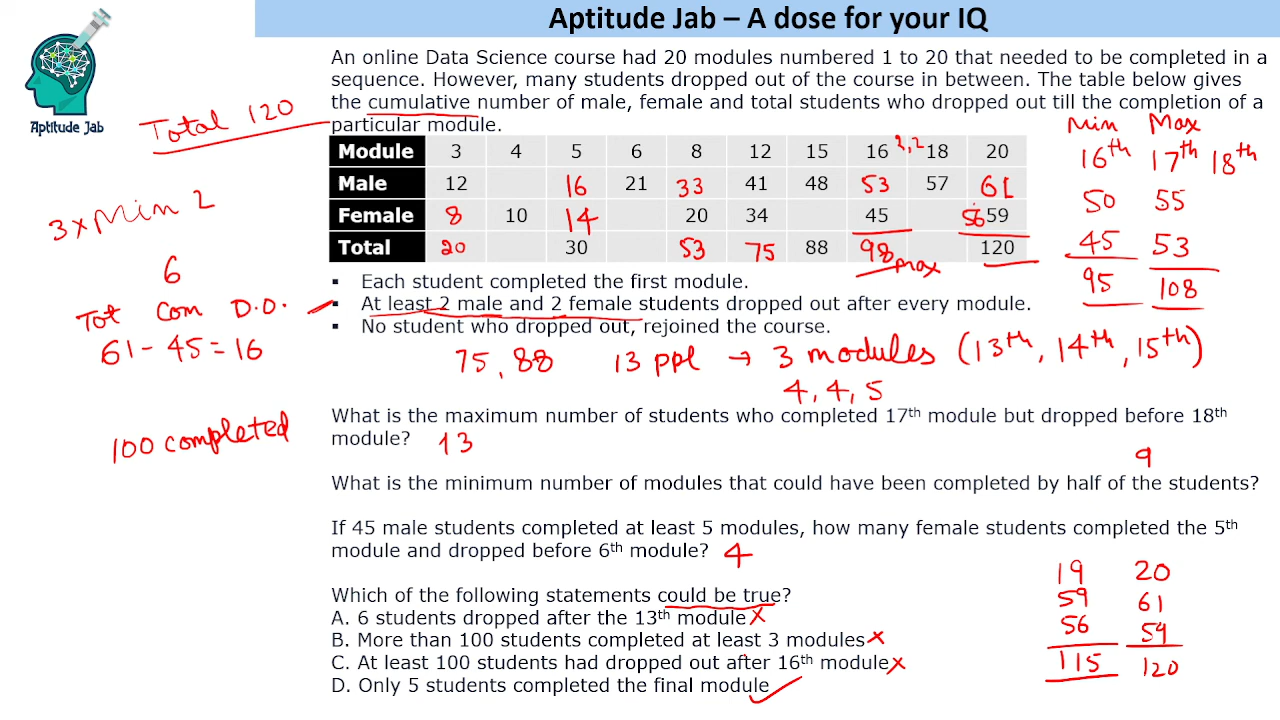 Aptitude Jab – A dose for your IQ
Aptitude Jab
An online Data Science course had 20 modules numbered 1 to 20 that needed to be completed in a
sequence. However, many students dropped out of the course in between. The table below gives
the cumulative number of male, female and total students who dropped out till the completion of a
particular module.
Total 120
Module 3 4 5 6 8 12 15 16 2,2 18 20
Male 12 16 21 33 41 48 53 57 61
Female 8 10 14 20 34 45 56 59
Total 20 30 53 75 88 98 max 120
Min Max
16th 17th 18th
50 55
45 53
95 108
3 x Min 2
6
Tot Com D.O.
61 - 45 = 16
100 completed
▪ Each student completed the first module.
▪ At least 2 male and 2 female students dropped out after every module.
▪ No student who dropped out, rejoined the course.
75, 88 13 ppl → 3 modules (13th, 14th, 15th)
4, 4, 5
What is the maximum number of students who completed 17th module but dropped before 18th
module? 13
9
What is the minimum number of modules that could have been completed by half of the students?
If 45 male students completed at least 5 modules, how many female students completed the 5th
module and dropped before 6th module? 4
Which of the following statements could be true?
A. 6 students dropped after the 13th module x
B. More than 100 students completed at least 3 modules x
C. At least 100 students had dropped out after 16th module x
D. Only 5 students completed the final module ✓
19 20
59 61
56 59
115 120